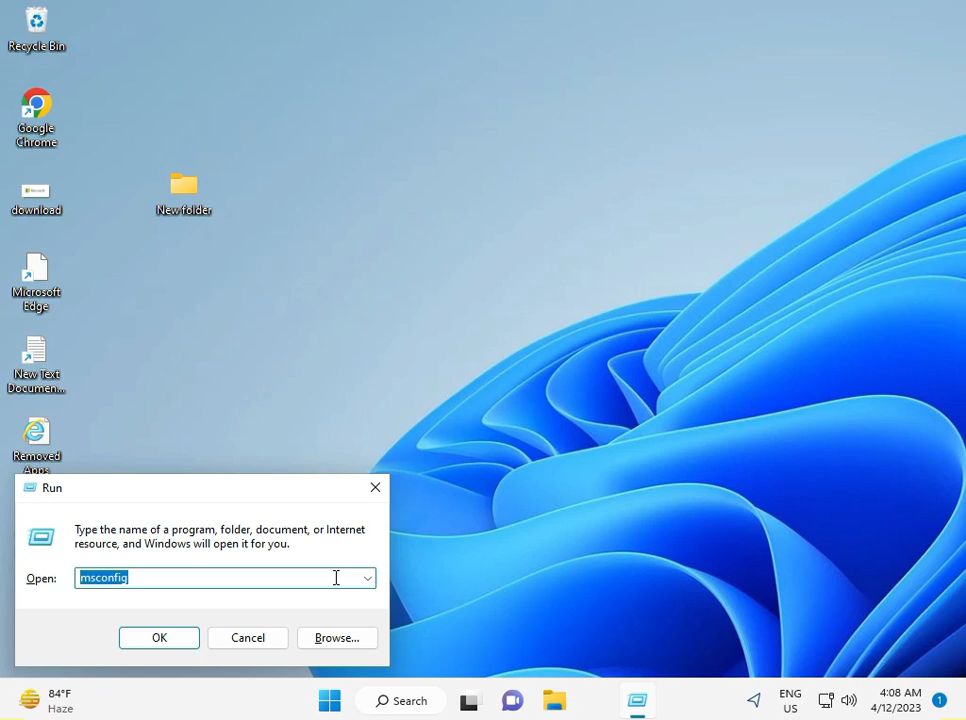 Recycle Bin
Google
Chrome
download
New folder
Microsoft
Edge
New Text
Documen...
Removed
Apps
Run
Type the name of a program, folder, document, or Internet
resource, and Windows will open it for you.
Open:
msconfig
OK
Cancel
Browse...
84°F
Haze
Search
ENG
US
4:08 AM
4/12/2023
1